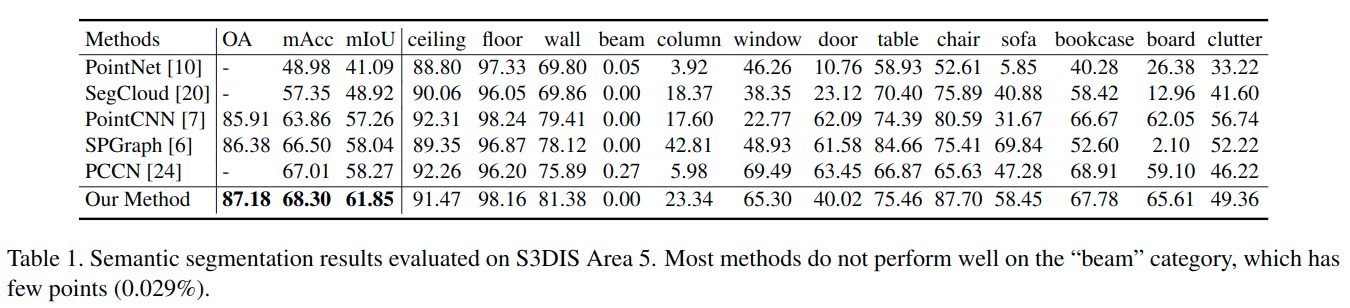 Methods OA mAcc mIoU ceiling floor wall beam column window door table chair sofa bookcase board clutter
PointNet [10] - 48.98 41.09 88.80 97.33 69.80 0.05 3.92 46.26 10.76 58.93 52.61 5.85 40.28 26.38 33.22
SegCloud [20] - 57.35 48.92 90.06 96.05 69.86 0.00 18.37 38.35 23.12 70.40 75.89 40.88 58.42 12.96 41.60
PointCNN [7] 85.91 63.86 57.26 92.31 98.24 79.41 0.00 17.60 22.77 62.09 74.39 80.59 31.67 66.67 62.05 56.74
SPGraph [6] 86.38 66.50 58.04 89.35 96.87 78.12 0.00 42.81 48.93 61.58 84.66 75.41 69.84 52.60 2.10 52.22
PCCN [24] - 67.01 58.27 92.26 96.20 75.89 0.27 5.98 69.49 63.45 66.87 65.63 47.28 68.91 59.10 46.22
Our Method 87.18 68.30 61.85 91.47 98.16 81.38 0.00 23.34 65.30 40.02 75.46 87.70 58.45 67.78 65.61 49.36
Table 1. Semantic segmentation results evaluated on S3DIS Area 5. Most methods do not perform well on the “beam” category, which has
few points (0.029%).